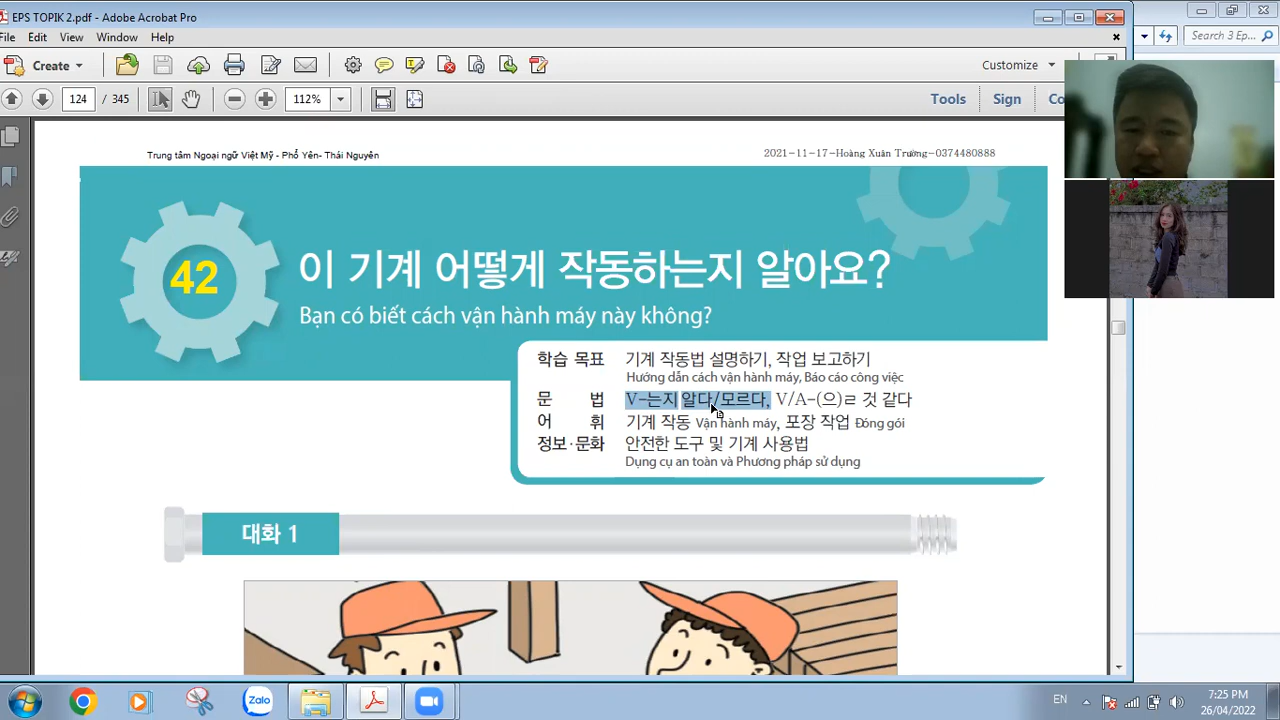 EPS TOPIK 2.pdf - Adobe Acrobat Pro
File Edit View Window Help
Create
Customize
Search 3 Ep...
124 / 345
112%
Tools Sign Co
Trung tâm Ngoại ngữ Việt Mỹ - Phổ Yên- Thái Nguyên
2021-11-17-Hoàng Xuân Trường-0374480888
42
이 기계 어떻게 작동하는지 알아요?
Bạn có biết cách vận hành máy này không?
학습 목표 기계 작동법 설명하기, 작업 보고하기
Hướng dẫn cách vận hành máy, Báo cáo công việc
문 법 V-는지 알다/모르다, V/A-(으)ㄹ 것 같다
어 휘 기계 작동 Vận hành máy, 포장 작업 Đóng gói
정보·문화 안전한 도구 및 기계 사용법
Dụng cụ an toàn và Phương pháp sử dụng
대화 1
Zalo
EN
7:25 PM
26/04/2022